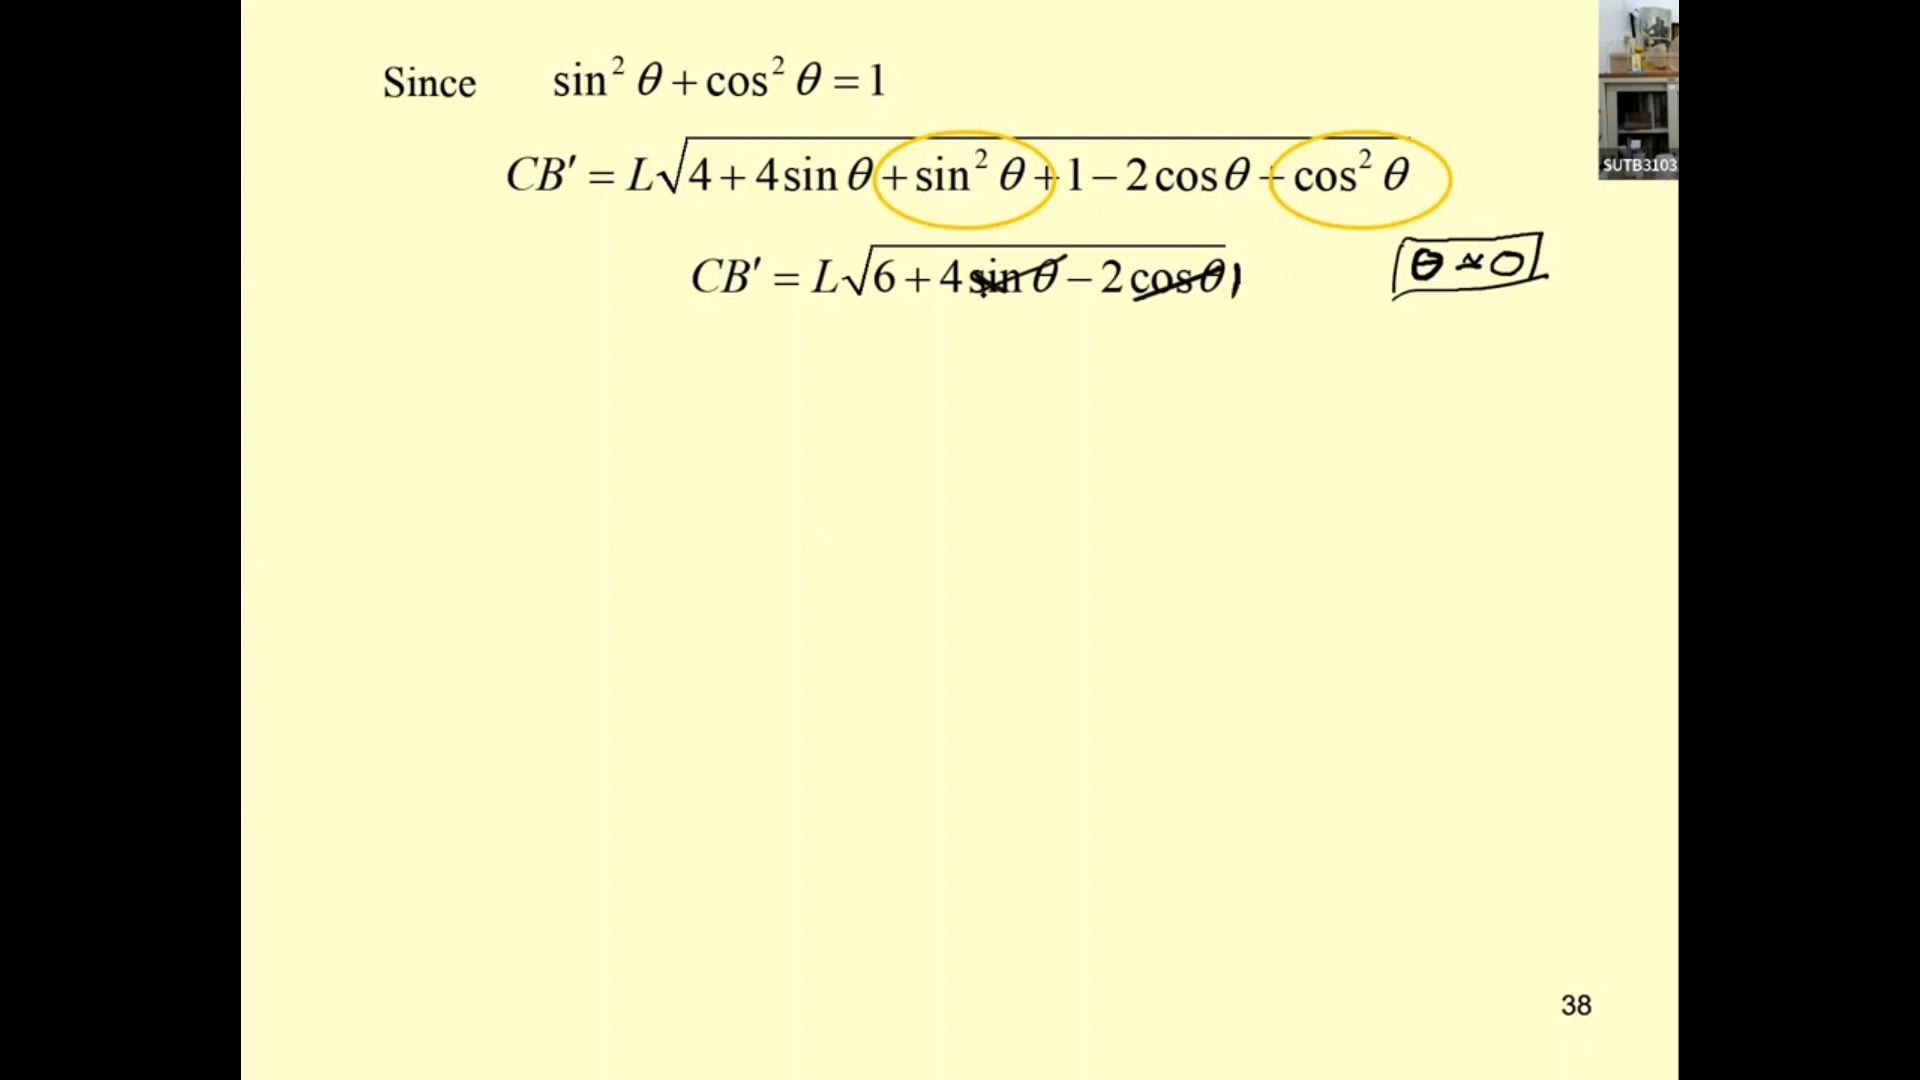 Since sin² θ + cos² θ = 1
SUTB3103
CB′ = L√4 + 4 sin θ + sin² θ + 1 − 2 cos θ + cos² θ
CB′ = L√6 + 4 sin θ − 2 cos θ 1
θ ≈ 0
38